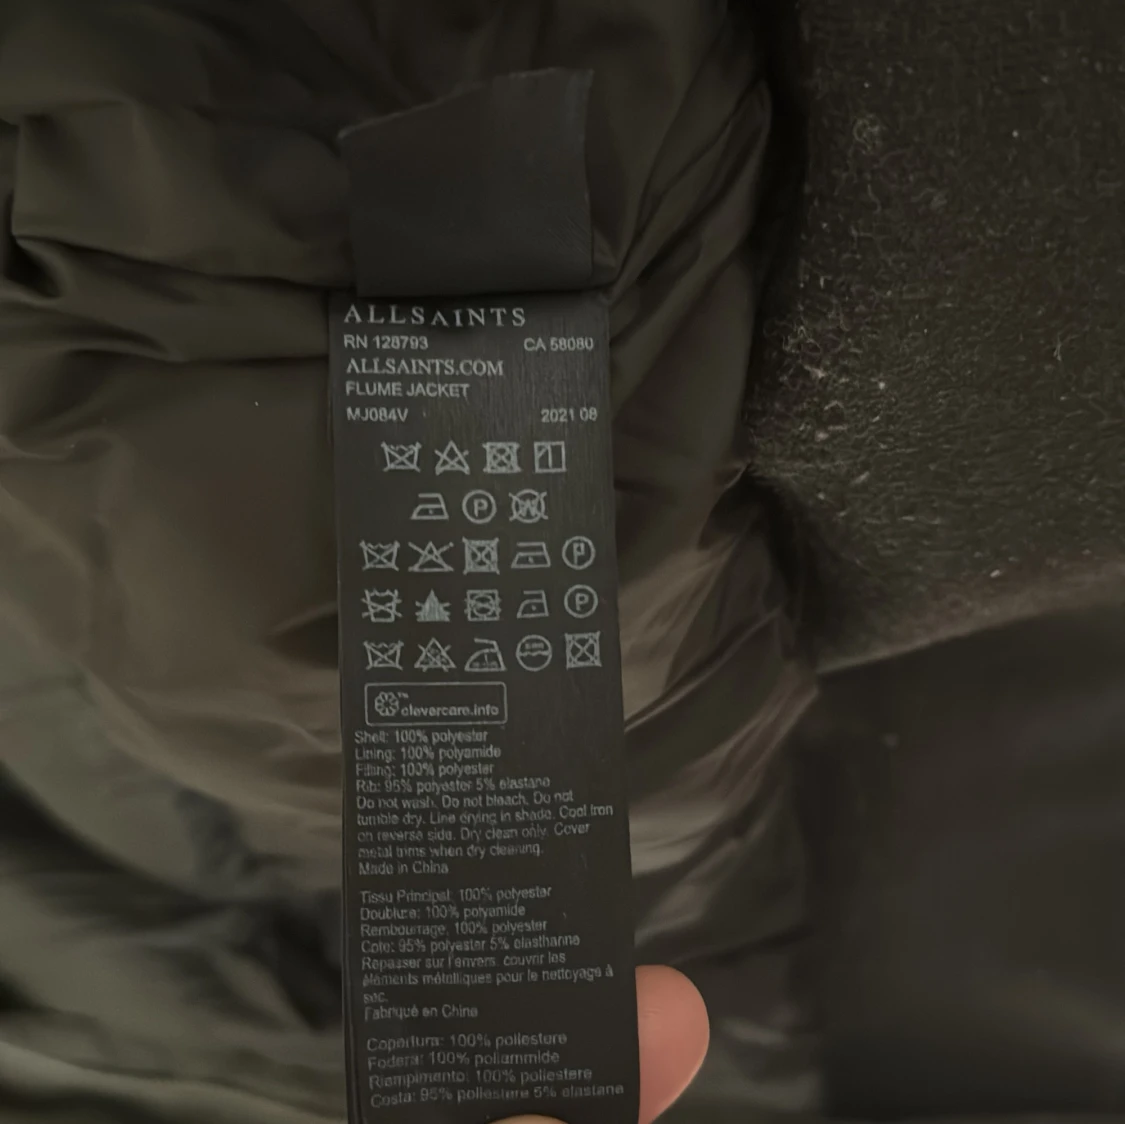 ALLSAINTS
RN 128793 CA 58080
ALLSAINTS.COM
FLUME JACKET
MJ084V 2021 08
P W
P
P
clevercare.info
Shell: 100% polyester
Lining: 100% polyamide
Filling: 100% polyester
Rib: 95% polyester 5% elastane
Do not wash. Do not bleach. Do not
tumble dry. Line drying in shade. Cool Iron
on reverse side. Dry clean only. Cover
metal trims when dry cleaning.
Made in China
Tissu Principal: 100% polyester
Doublure: 100% polyamide
Rembourrage: 100% polyester
Cote: 95% polyester 5% elasthanne
Repasser sur l'envers. couvrir les
éléments métalliques pour le nettoyage à
sec.
Fabriqué en Chine
Copertura: 100% poliestere
Fodera: 100% poliammide
Riempimento: 100% poliestere
Costa: 95% poliestere 5% elastane